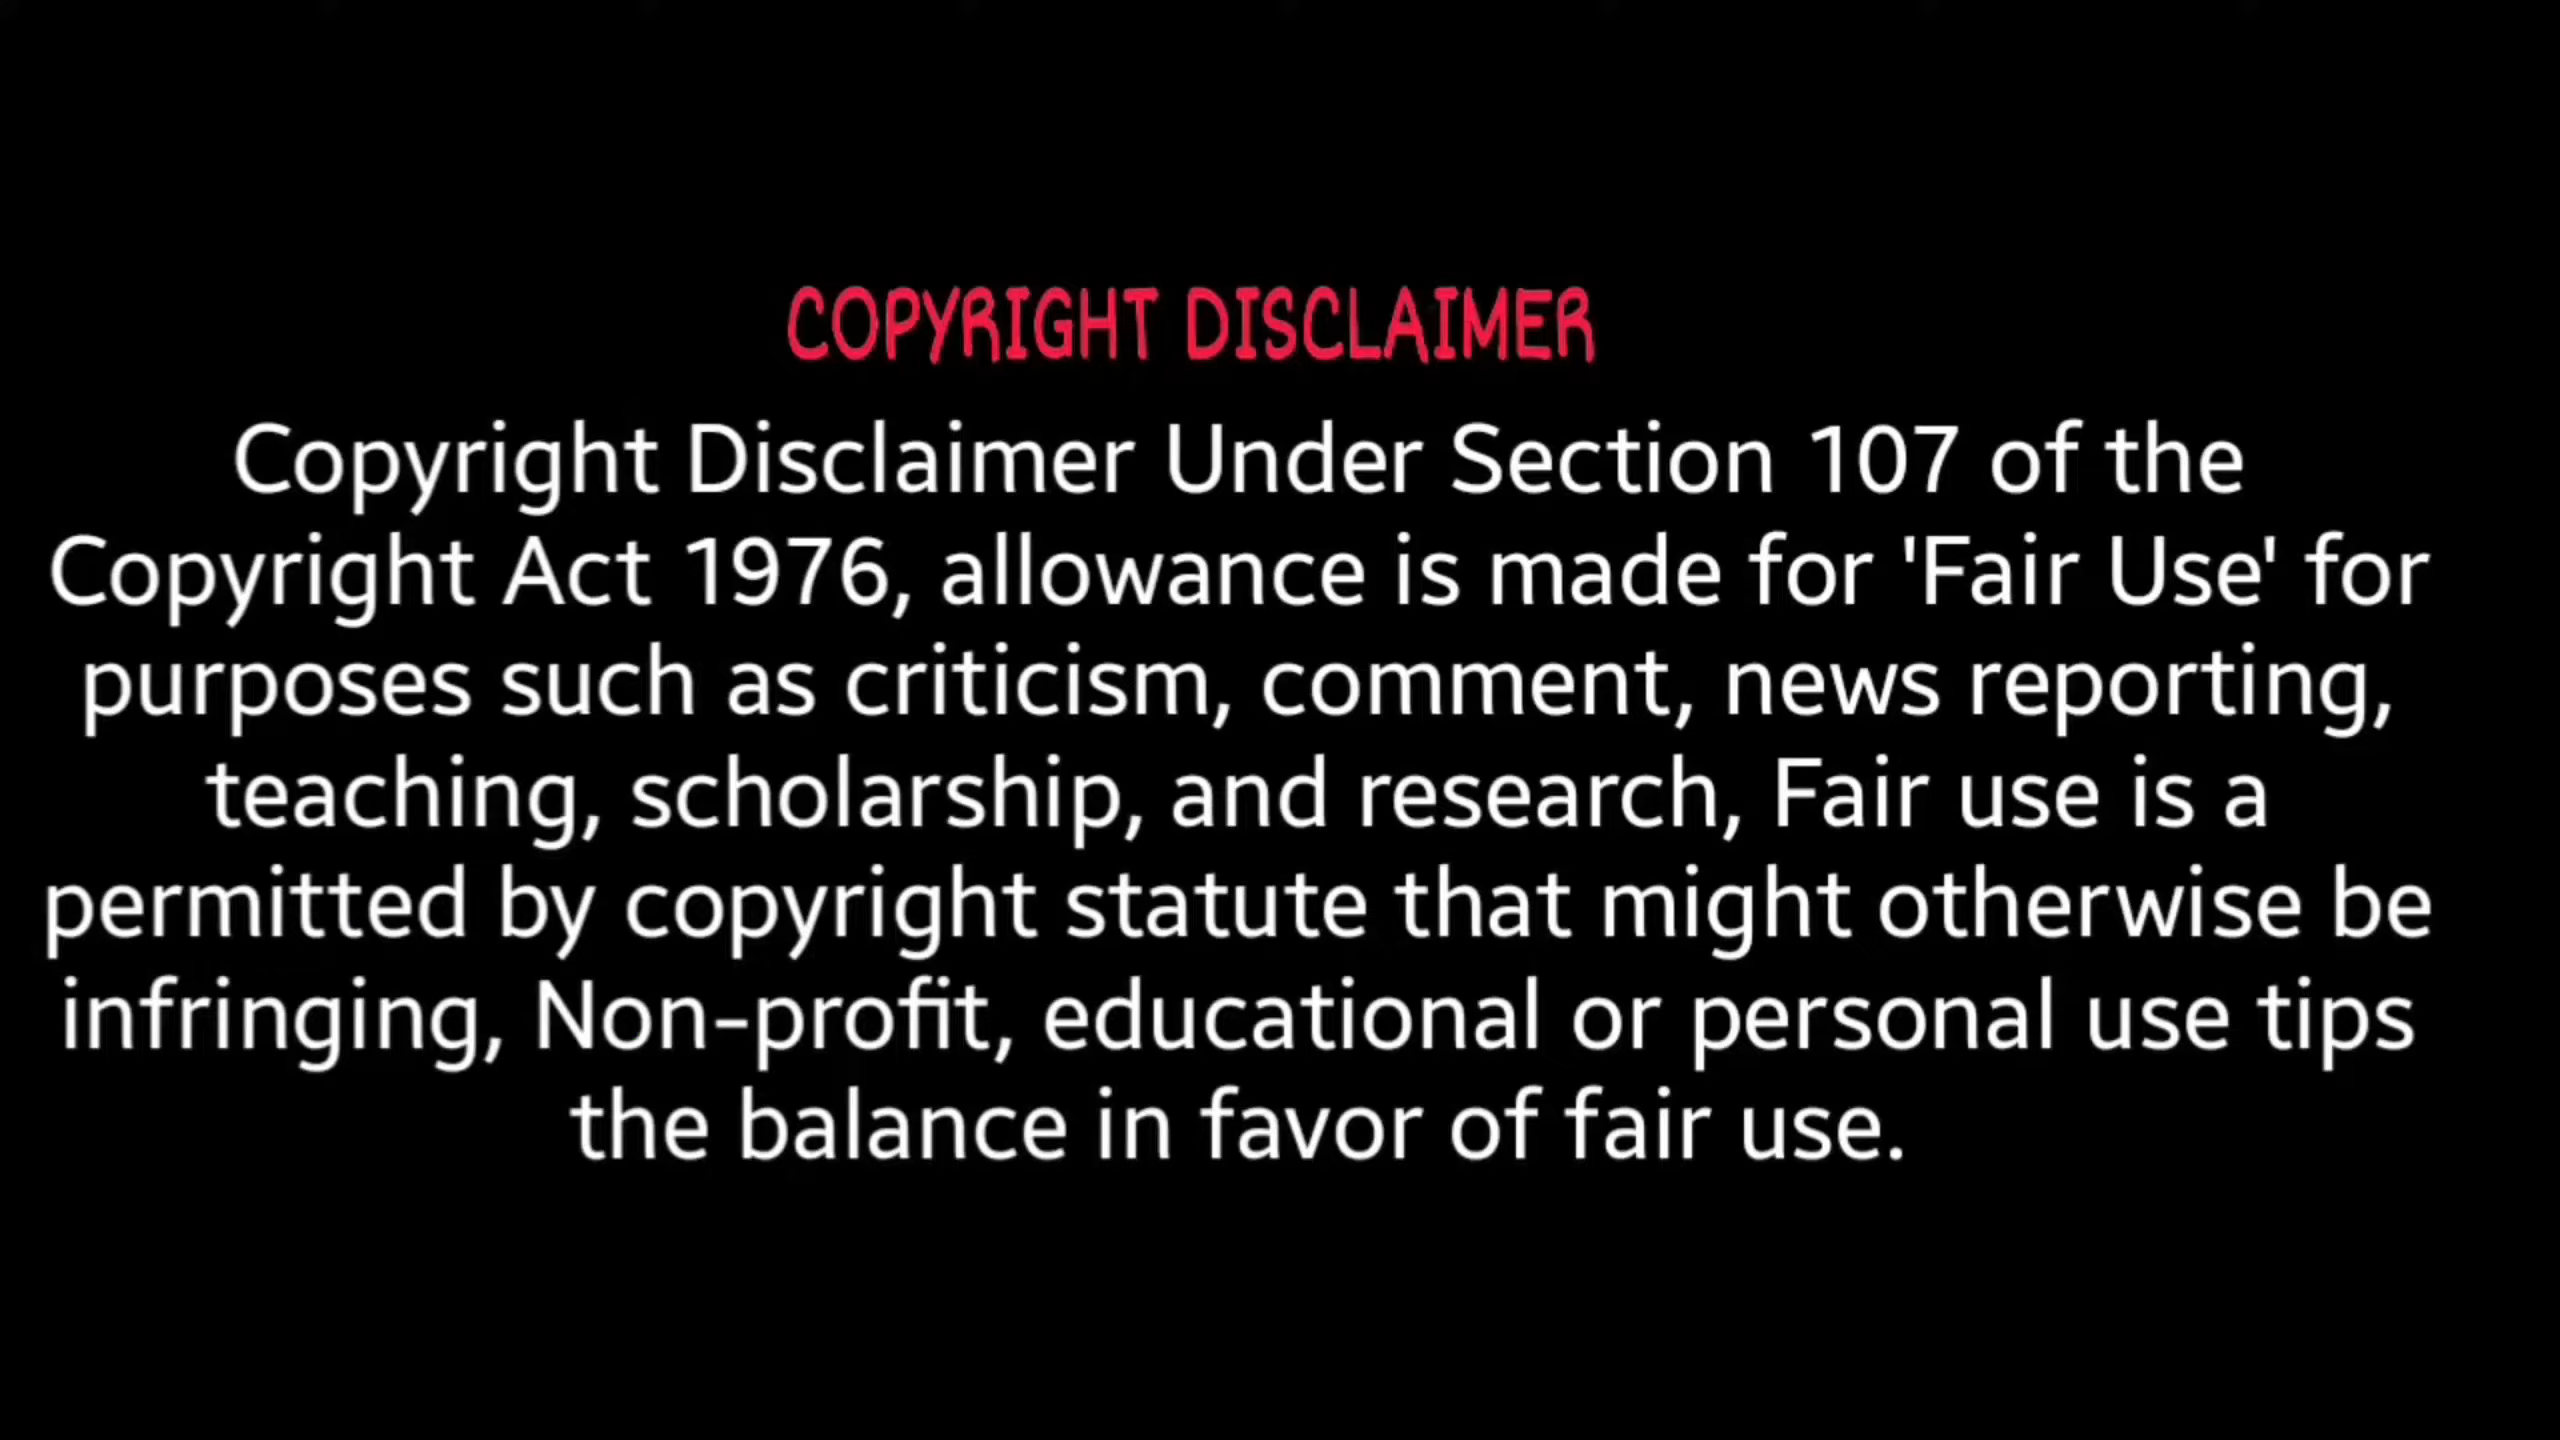 COPYRIGHT DISCLAIMER
Copyright Disclaimer Under Section 107 of the
Copyright Act 1976, allowance is made for 'Fair Use' for
purposes such as criticism, comment, news reporting,
teaching, scholarship, and research, Fair use is a
permitted by copyright statute that might otherwise be
infringing, Non-profit, educational or personal use tips
the balance in favor of fair use.